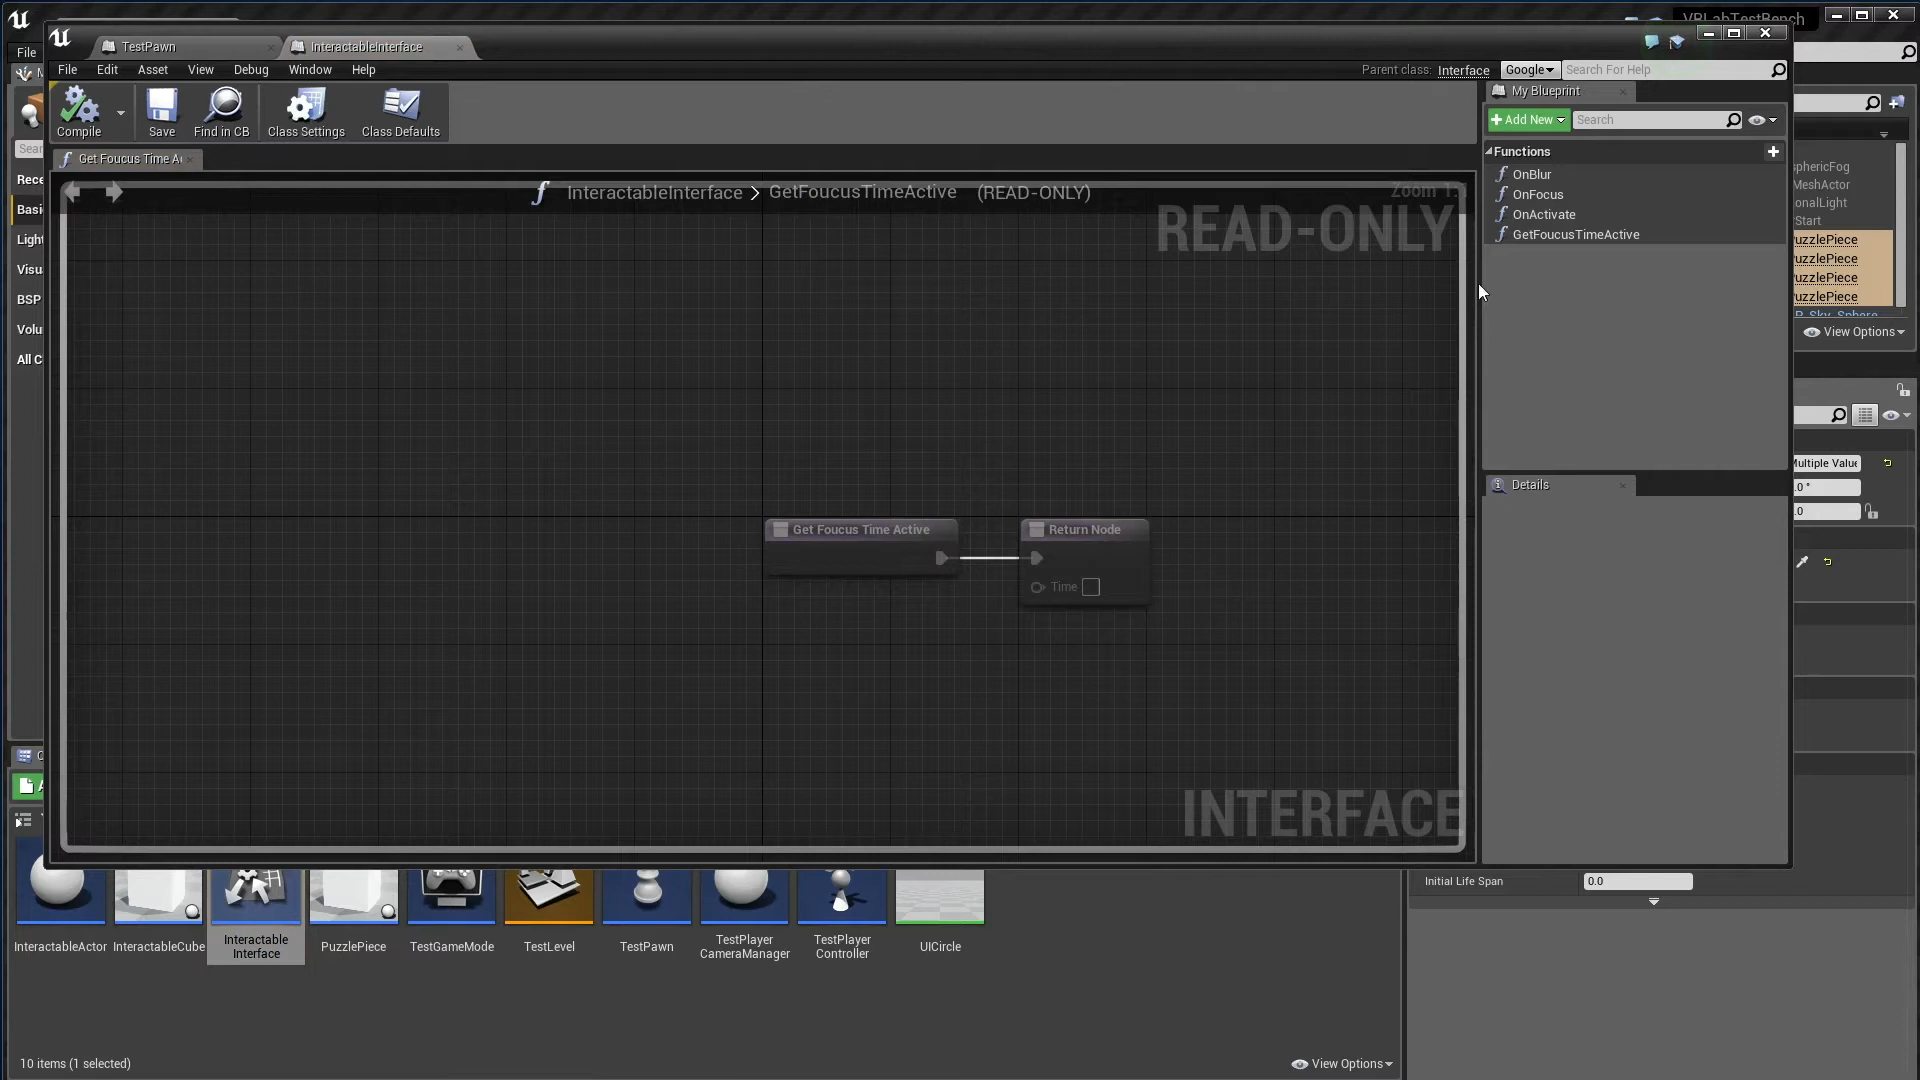 VRLabTestBench
File
TestPawn
InteractableInterface
File Edit Asset View Debug Window Help
Parent class: Interface Google Search For Help
Compile Save Find in CB Class Settings Class Defaults
My Blueprint
Add New Search
Get Foucus Time A
Functions
OnBlur
OnFocus
OnActivate
GetFoucusTimeActive
InteractableInterface > GetFoucusTimeActive (READ-ONLY)
Zoom 1:1
READ-ONLY
Sear
Rece
Basi
Light
Visu
BSP
Volu
All C
sphericFog
MeshActor
ionalLight
Start
uzzlePiece
uzzlePiece
uzzlePiece
uzzlePiece
P_Sky_Sphere
View Options
Details
Multiple Value
.0 °
.0
Get Foucus Time Active
Return Node
Time
INTERFACE
Initial Life Span 0.0
InteractableActor
InteractableCube
Interactable
Interface
PuzzlePiece
TestGameMode
TestLevel
TestPawn
TestPlayer
CameraManager
TestPlayer
Controller
UICircle
10 items (1 selected)
View Options